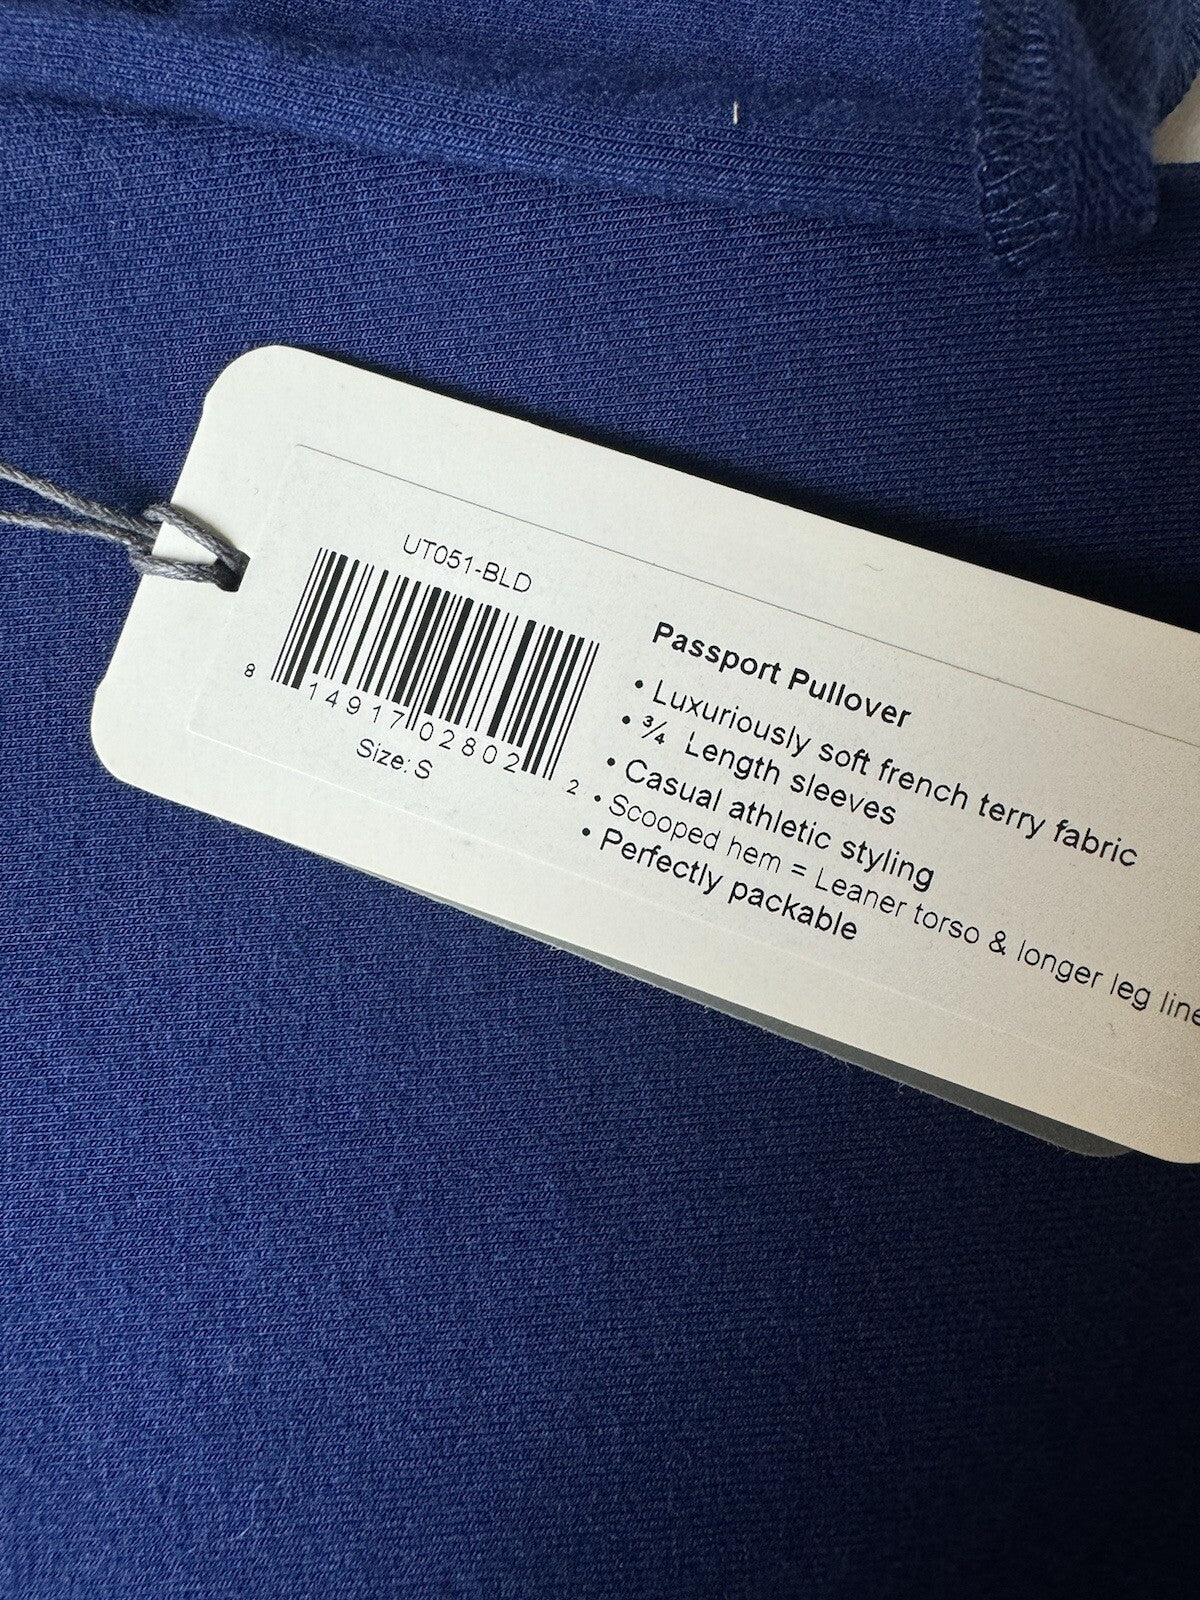 UT051-BLD
8 14917 02802 2
Size: S
Passport Pullover
• Luxuriously soft french terry fabric
• ¾ Length sleeves
• Casual athletic styling
• Scooped hem = Leaner torso & longer leg line
• Perfectly packable